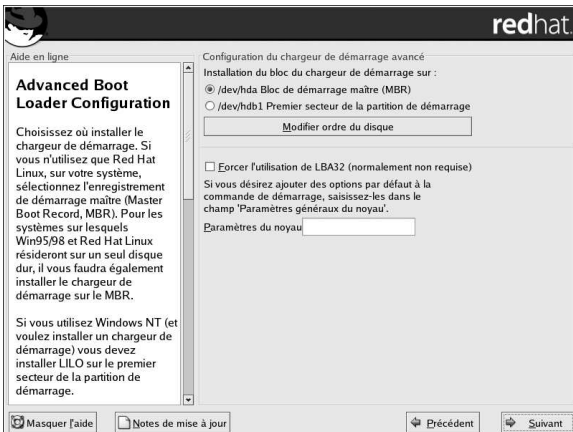 redhat.
Aide en ligne
Advanced Boot
Loader Configuration
Choisissez où installer le
chargeur de démarrage. Si
vous n'utilisez que Red Hat
Linux, sur votre système,
sélectionnez l'enregistrement
de démarrage maître (Master
Boot Record, MBR). Pour les
systèmes sur lesquels
Win95/98 et Red Hat Linux
résideront sur un seul disque
dur, il vous faudra également
installer le chargeur de
démarrage sur le MBR.
Si vous utilisez Windows NT (et
voulez installer un chargeur de
démarrage) vous devez
installer LILO sur le premier
secteur de la partition de
démarrage.
Configuration du chargeur de démarrage avancé
Installation du bloc du chargeur de démarrage sur :
/dev/hda Bloc de démarrage maître (MBR)
/dev/hdb1 Premier secteur de la partition de démarrage
Modifier ordre du disque
Forcer l'utilisation de LBA32 (normalement non requise)
Si vous désirez ajouter des options par défaut à la
commande de démarrage, saisissez-les dans le
champ 'Paramètres généraux du noyau'.
Paramètres du noyau
Masquer l'aide
Notes de mise à jour
Précédent
Suivant